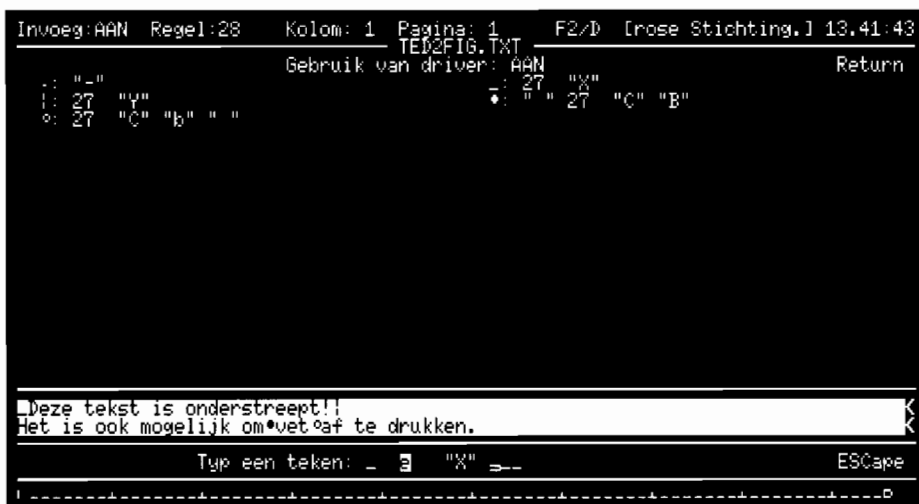 Invoeg:AAN Regel:28 Kolom: 1 Pagina: 1 F2/D [rose Stichting.] 13.41:43
TED2FIG.TXT
Gebruik van driver: AAN Return
.: "-" _: 27 "X"
¦: 27 "Y" •: " " 27 "C" "B"
°: 27 "C" "b" " "
_Deze tekst is onderstreept!¦ K
Het is ook mogelijk om•vet°af te drukken. K
Typ een teken: _ a "X" ESCape
L-------+---------+---------+---------+---------+---------+---------+---------+----R